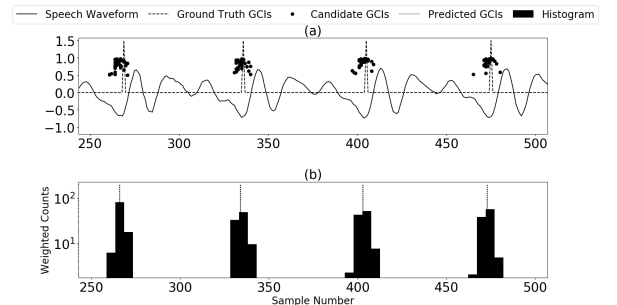 Speech Waveform Ground Truth GCIs Candidate GCIs Predicted GCIs Histogram
(a)
1.5
1.0
0.5
0.0
−0.5
−1.0
250 300 350 400 450 500
(b)
Weighted Counts
10²
10¹
250 300 350 400 450 500
Sample Number